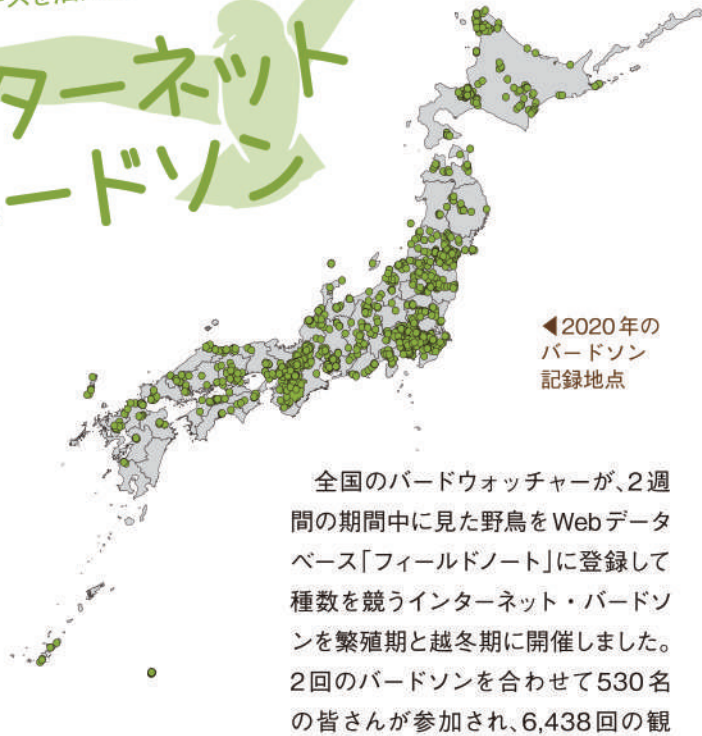 ターネット
ードソン
◀2020年の
バードソン
記録地点
全国のバードウォッチャーが、2週
間の期間中に見た野鳥をWebデータ
ベース「フィールドノート」に登録して
種数を競うインターネット・バードソ
ンを繁殖期と越冬期に開催しました。
2回のバードソンを合わせて530名
の皆さんが参加され、6,438回の観